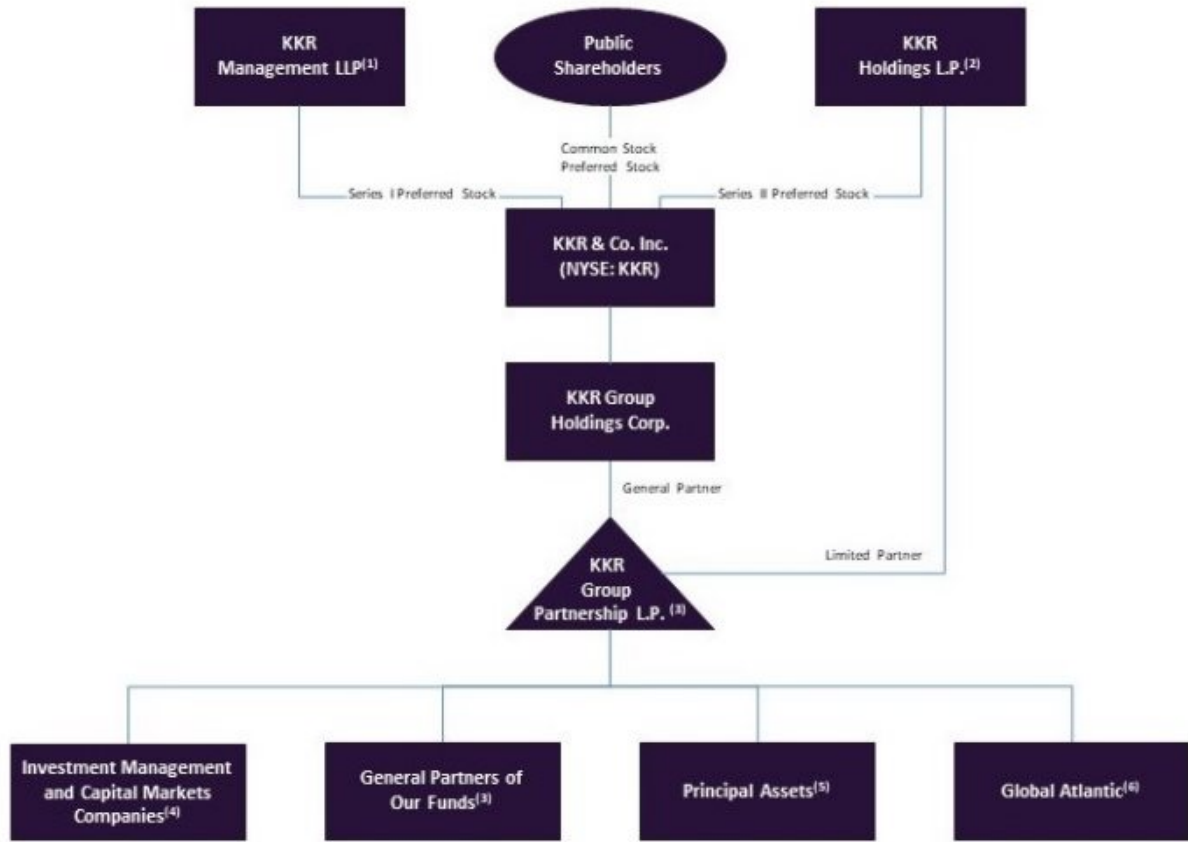 KKR
Management LLP(1)
Public
Shareholders
KKR
Holdings L.P.(2)
Common Stock
Preferred Stock
Series I Preferred Stock
Series II Preferred Stock
KKR & Co. Inc.
(NYSE: KKR)
KKR Group
Holdings Corp.
General Partner
Limited Partner
KKR
Group
Partnership L.P. (3)
Investment Management
and Capital Markets
Companies(4)
General Partners of
Our Funds(3)
Principal Assets(5)
Global Atlantic(6)